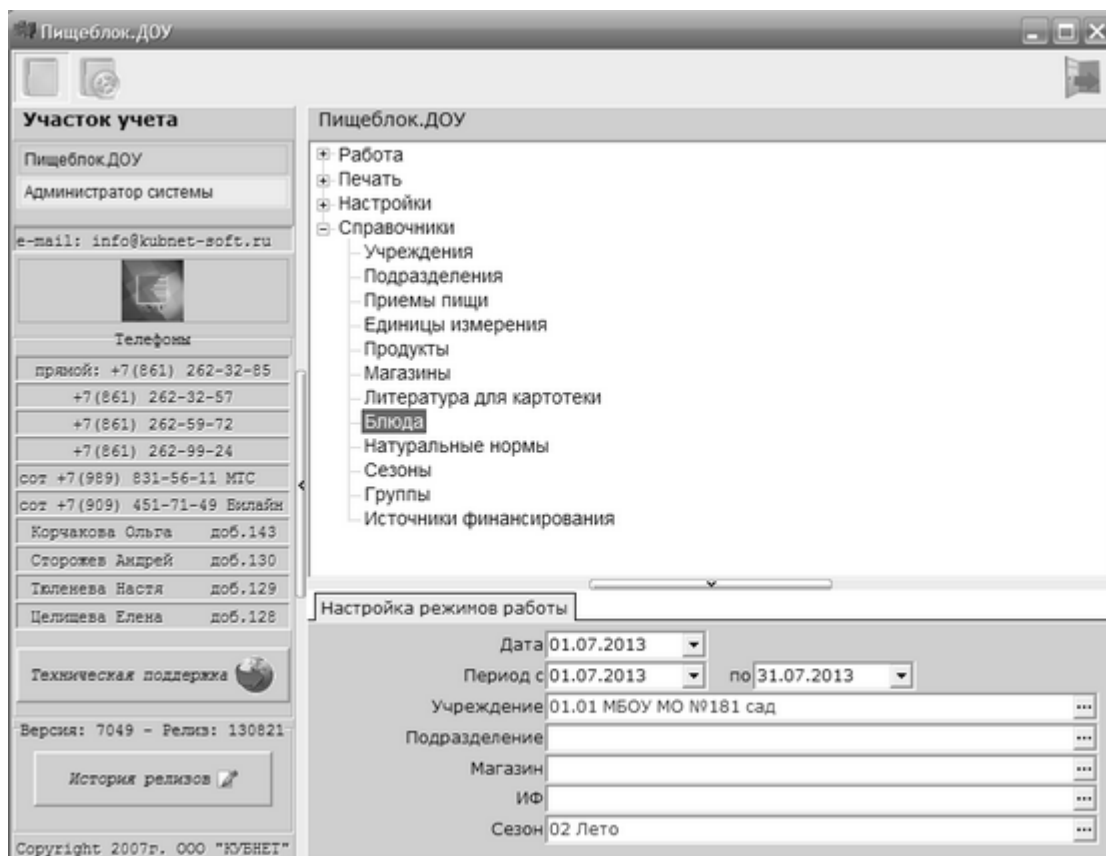 Пищеблок.ДОУ
Участок учета
Пищеблок.ДОУ
Администратор системы
e-mail: info@kubnet-soft.ru
Телефоны
прямой: +7(861) 262-32-85
+7(861) 262-32-57
+7(861) 262-59-72
+7(861) 262-99-24
сот +7(989) 831-56-11 МТС
сот +7(909) 451-71-49 Билайн
Корчакова Ольга доб.143
Сторожев Андрей доб.130
Тюленева Настя доб.129
Целищева Елена доб.128
Техническая поддержка
Версия: 7049 - Релиз: 130821
История релизов
Copyright 2007г. ООО "КУБНЕТ"
Пищеблок.ДОУ
Работа
Печать
Настройки
Справочники
Учреждения
Подразделения
Приемы пищи
Единицы измерения
Продукты
Магазины
Литература для картотеки
Блюда
Натуральные нормы
Сезоны
Группы
Источники финансирования
Настройка режимов работы
Дата 01.07.2013
Период с 01.07.2013 по 31.07.2013
Учреждение 01.01 МБОУ МО №181 сад
Подразделение
Магазин
ИФ
Сезон 02 Лето